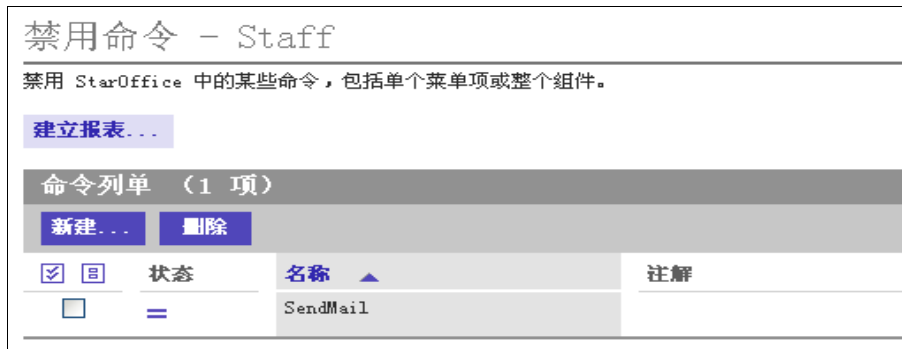 禁用命令 - Staff
禁用 StarOffice 中的某些命令，包括单个菜单项或整个组件。
建立报表...
命令列单 (1 项)
新建... 删除
状态 名称 注解
SendMail